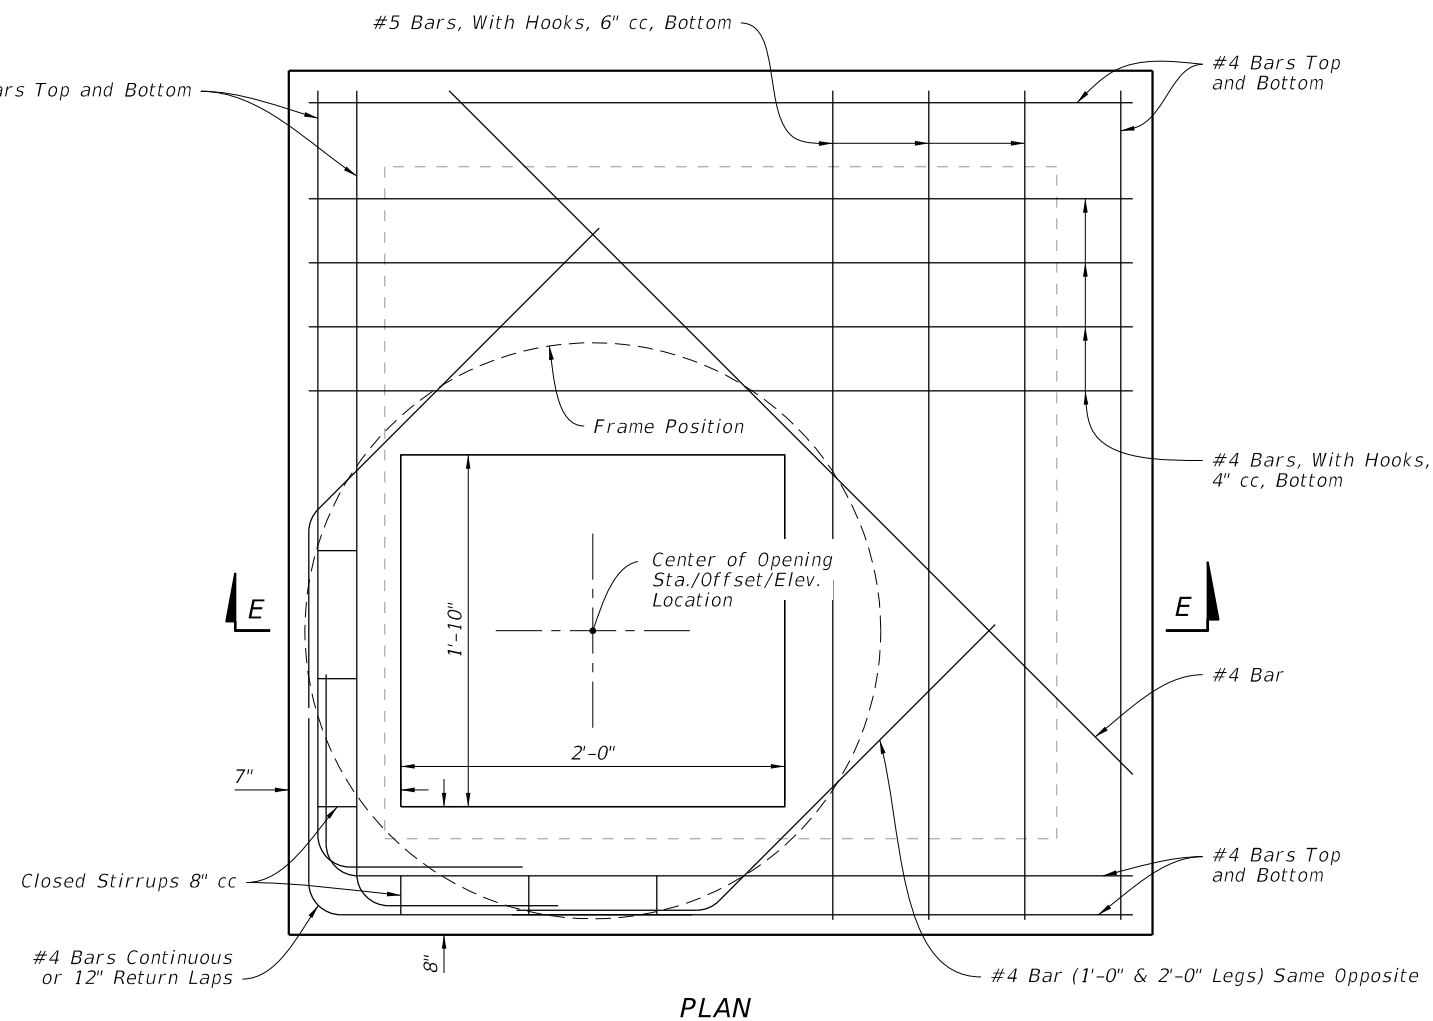 #5 Bars, With Hooks, 6" cc, Bottom
#4 Bars Top
and Bottom
Top and Bottom
Frame Position
#4 Bars, With Hooks,
4" cc, Bottom
Center of Opening
Sta./Offset/Elev.
Location
E
E
1'-10"
#4 Bar
2'-0"
7"
#4 Bars Top
and Bottom
Closed Stirrups 8" cc
#4 Bars Continuous
or 12" Return Laps
8"
#4 Bar (1'-0" & 2'-0" Legs) Same Opposite
PLAN